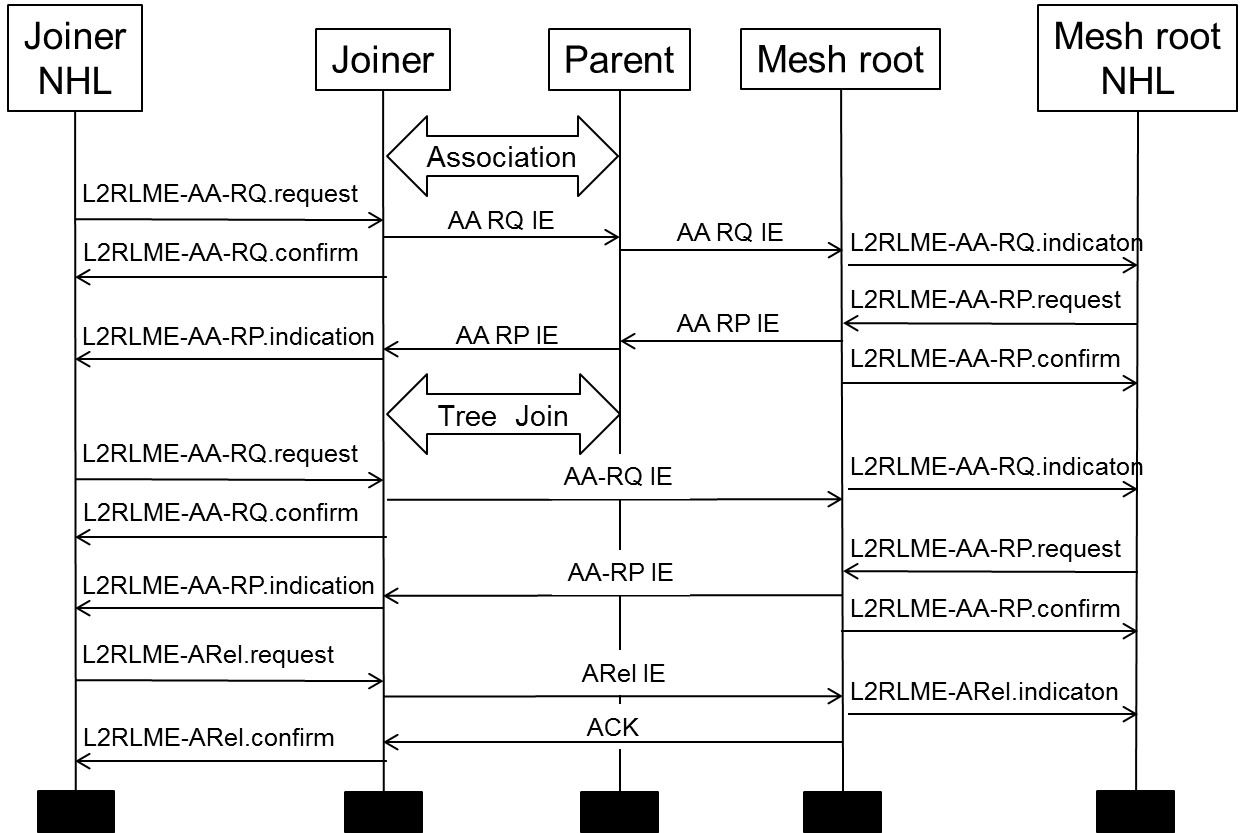 Joiner
NHL
Joiner
Parent
Mesh root
Mesh root
NHL
Association
L2RLME-AA-RQ.request
AA RQ IE
AA RQ IE
L2RLME-AA-RQ.indicaton
L2RLME-AA-RQ.confirm
L2RLME-AA-RP.request
AA RP IE
AA RP IE
L2RLME-AA-RP.indication
L2RLME-AA-RP.confirm
Tree Join
L2RLME-AA-RQ.request
AA-RQ IE
L2RLME-AA-RQ.indicaton
L2RLME-AA-RQ.confirm
L2RLME-AA-RP.request
AA-RP IE
L2RLME-AA-RP.indication
L2RLME-AA-RP.confirm
L2RLME-ARel.request
ARel IE
L2RLME-ARel.indicaton
ACK
L2RLME-ARel.confirm